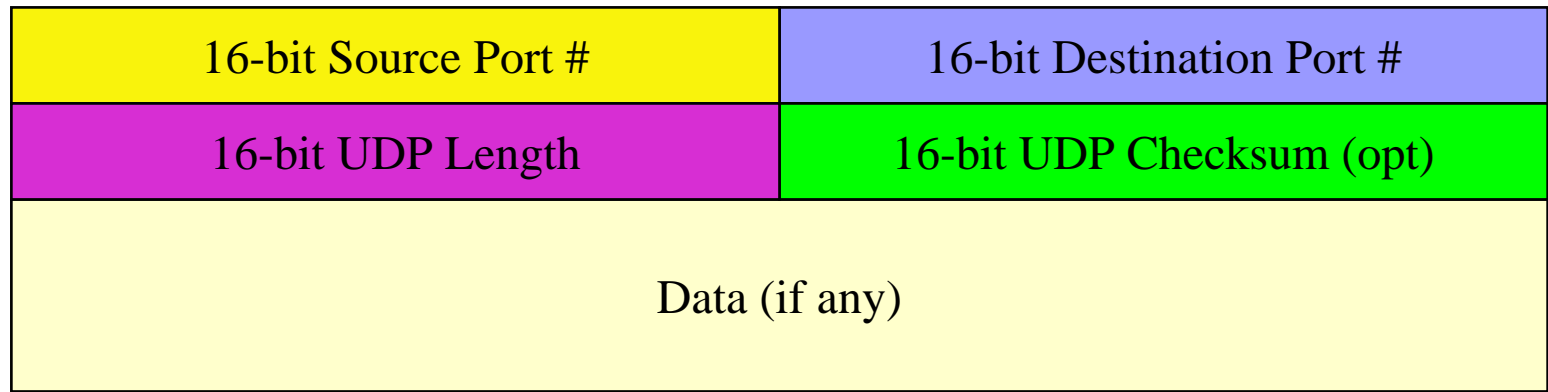 16-bit Source Port #
16-bit Destination Port #
16-bit UDP Length
16-bit UDP Checksum (opt)
Data (if any)